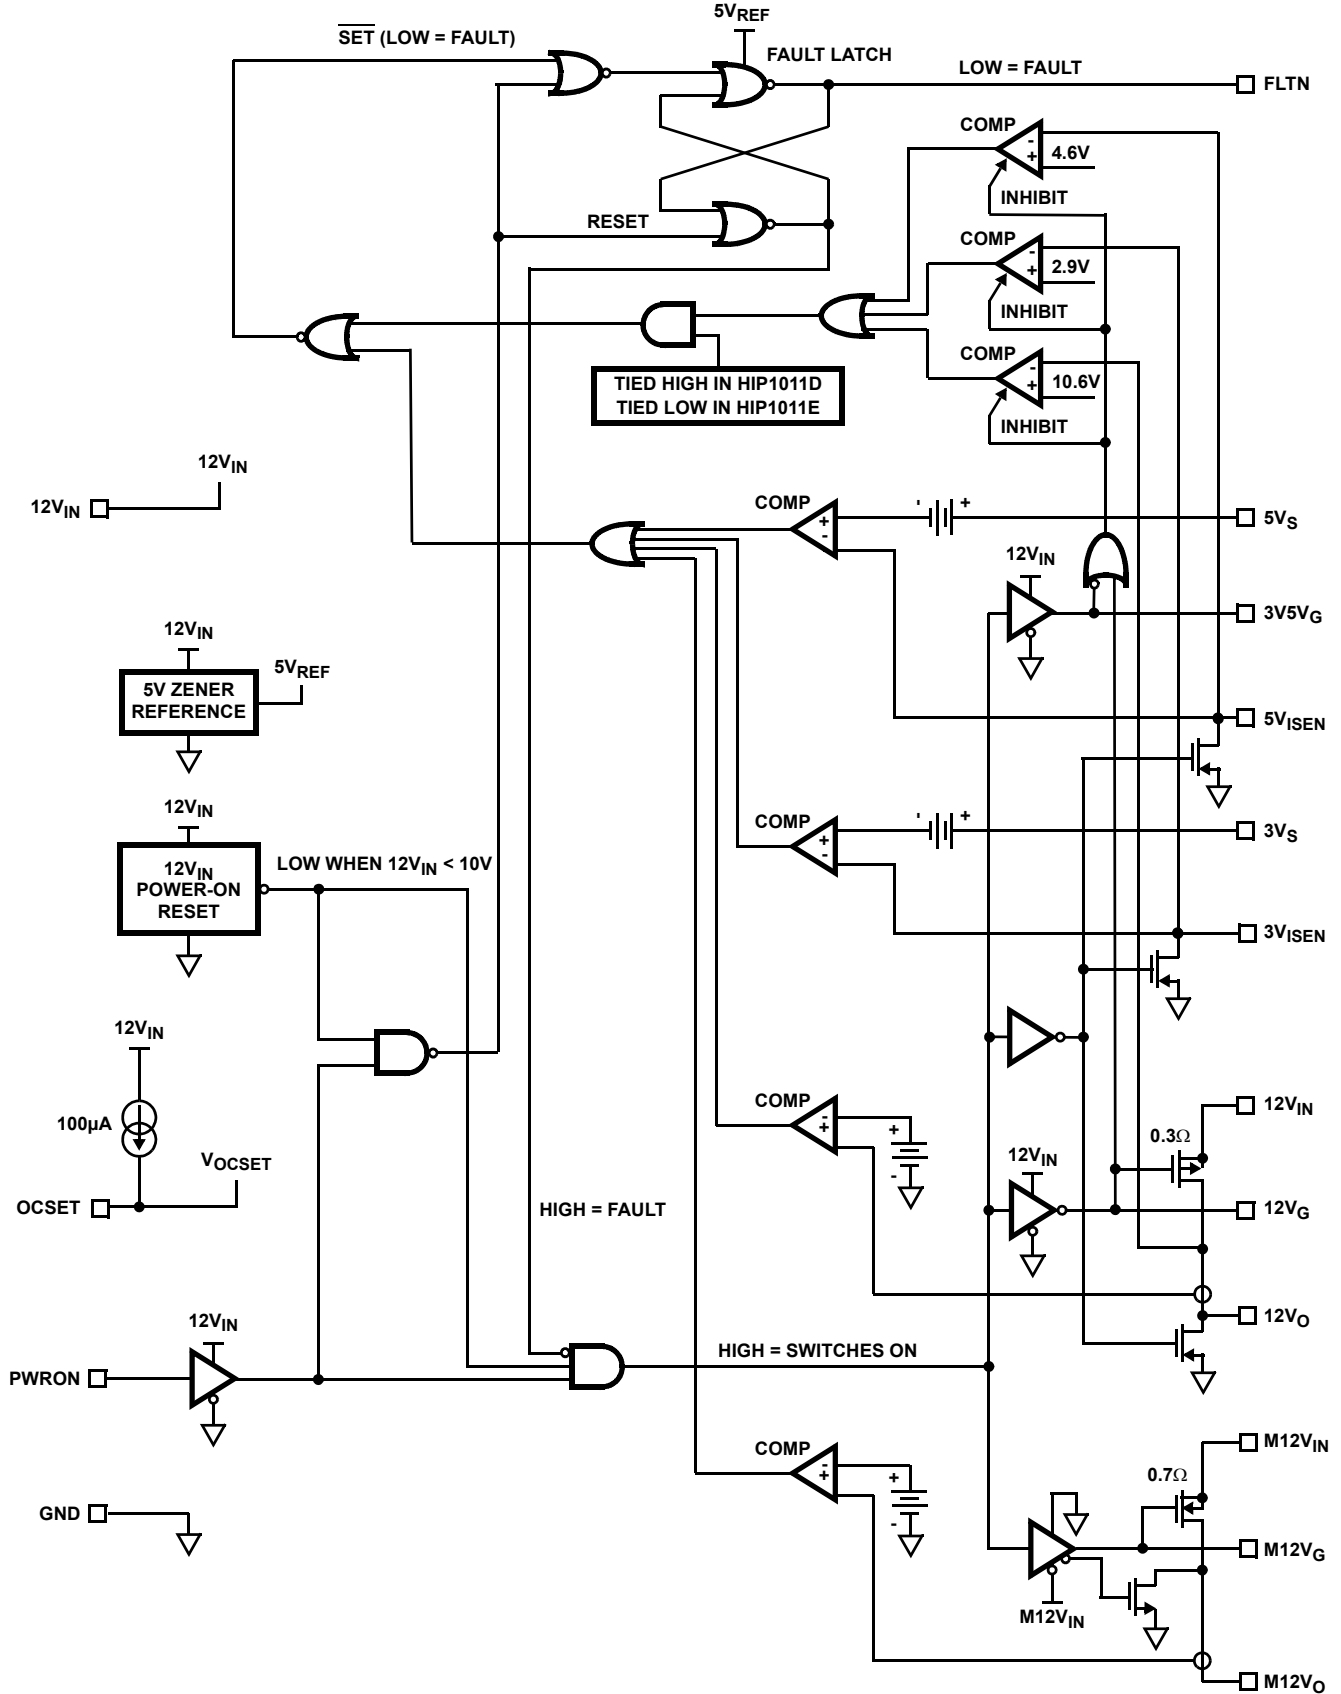 5VREF
SET (LOW = FAULT)
FAULT LATCH
LOW = FAULT
FLTN
COMP
-
+
4.6V
INHIBIT
RESET
COMP
-
+
2.9V
INHIBIT
COMP
-
+
10.6V
INHIBIT
TIED HIGH IN HIP1011D
TIED LOW IN HIP1011E
12VIN
12VIN
COMP
+
-
-
+
5VS
12VIN
3V5VG
12VIN
5V ZENER
REFERENCE
5VREF
5VISEN
12VIN
12VIN
POWER-ON
RESET
LOW WHEN 12VIN < 10V
COMP
+
-
-
+
3VS
3VISEN
12VIN
100µA
VOCSET
OCSET
COMP
-
+
+
-
12VIN
0.3Ω
12VIN
12VG
HIGH = FAULT
12VO
12VIN
PWRON
HIGH = SWITCHES ON
COMP
-
+
+
-
M12VIN
0.7Ω
GND
M12VG
M12VIN
M12VO